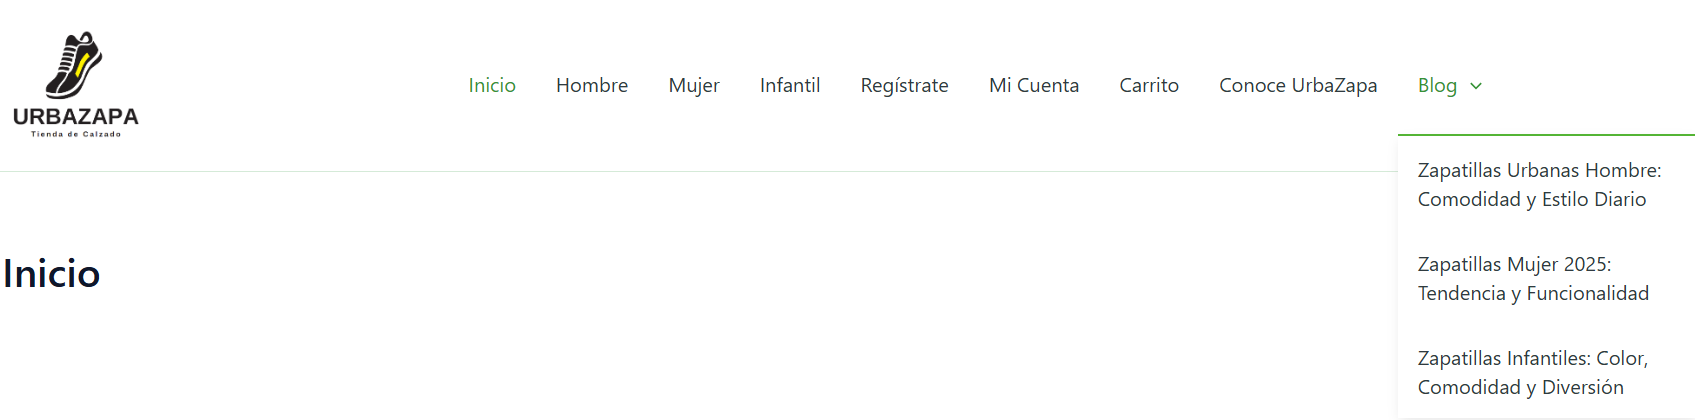 URBAZAPA
Tienda de Calzado
Inicio Hombre Mujer Infantil Regístrate Mi Cuenta Carrito Conoce UrbaZapa Blog
Zapatillas Urbanas Hombre:
Comodidad y Estilo Diario
Zapatillas Mujer 2025:
Tendencia y Funcionalidad
Zapatillas Infantiles: Color,
Comodidad y Diversión
Inicio